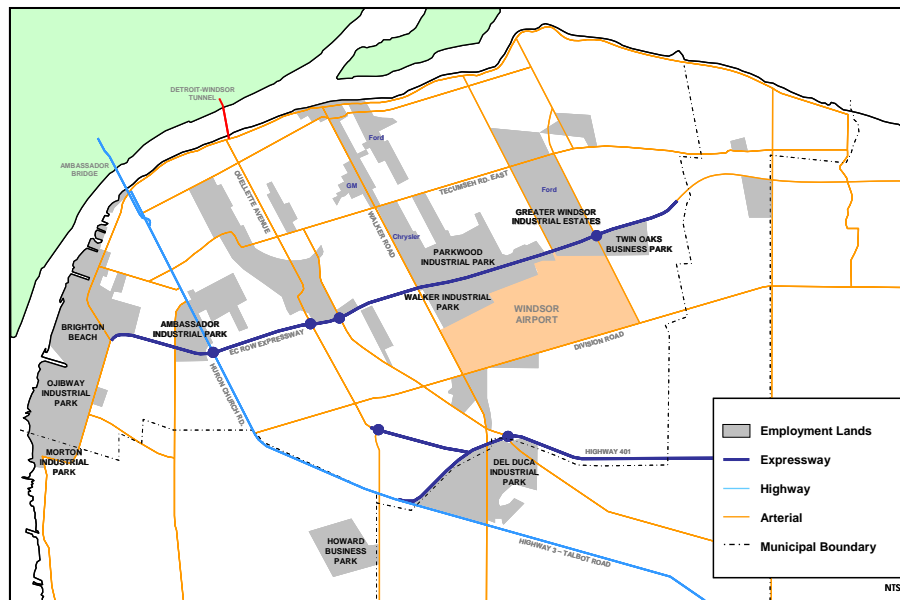 DETROIT-WINDSOR
TUNNEL
AMBASSADOR
BRIDGE
Ford
GM
Chrysler
Ford
OUELLETTE AVENUE
WALKER ROAD
TECUMSEH RD. EAST
GREATER WINDSOR
INDUSTRIAL ESTATES
TWIN OAKS
BUSINESS PARK
PARKWOOD
INDUSTRIAL PARK
WALKER INDUSTRIAL
PARK
WINDSOR
AIRPORT
BRIGHTON
BEACH
AMBASSADOR
INDUSTRIAL PARK
EC ROW EXPRESSWAY
DIVISION ROAD
HURON CHURCH RD.
OJIBWAY
INDUSTRIAL
PARK
MORTON
INDUSTRIAL
PARK
HIGHWAY 401
DEL DUCA
INDUSTRIAL
PARK
HOWARD
BUSINESS
PARK
HIGHWAY 3 – TALBOT ROAD
Employment Lands
Expressway
Highway
Arterial
Municipal Boundary
NTS